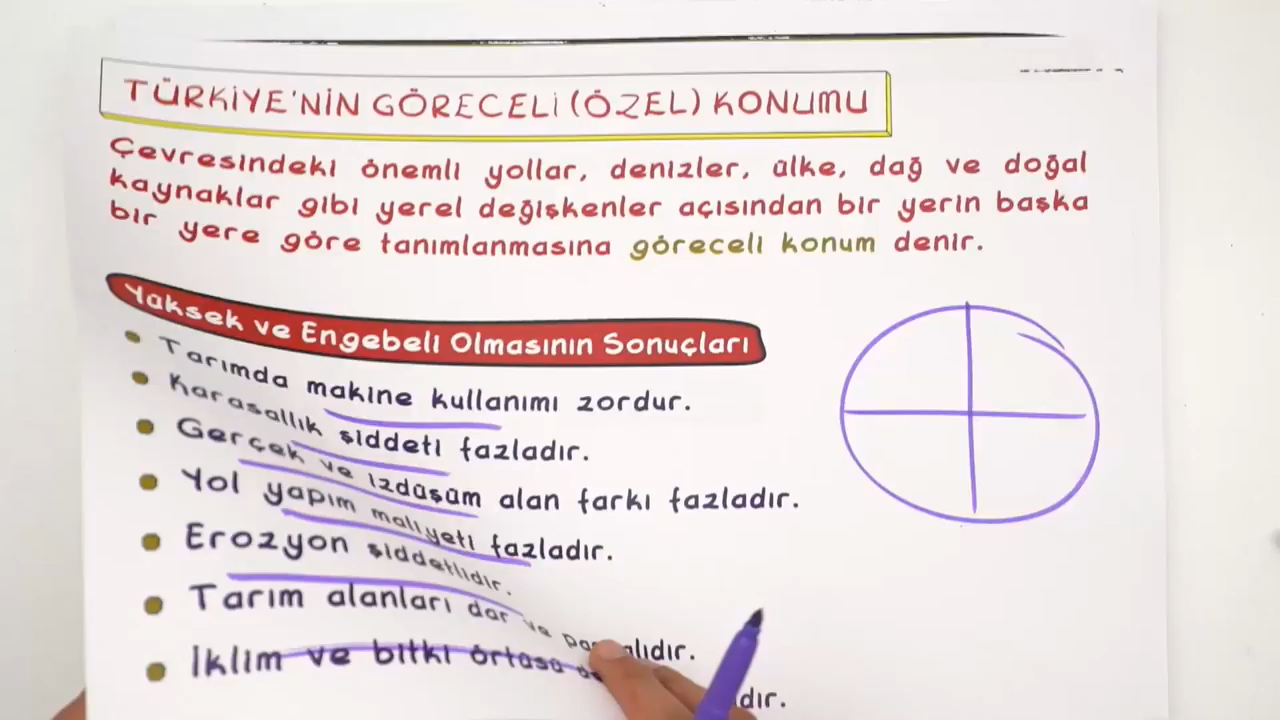 TÜRKİYE'NİN GÖRECELİ (ÖZEL) KONUMU
Çevresindeki önemli yollar, denizler, ülke, dağ ve doğal
kaynaklar gibi yerel değişkenler açısından bir yerin başka
bir yere göre tanımlanmasına göreceli konum denir.
Yüksek ve Engebeli Olmasının Sonuçları
Tarımda makine kullanımı zordur.
Karasallık şiddeti fazladır.
Gerçek ve izdüşüm alan farkı fazladır.
Yol yapım maliyeti fazladır.
Erozyon şiddetlidir.
Tarım alanları dar ve
İklim ve bitki örtüsü